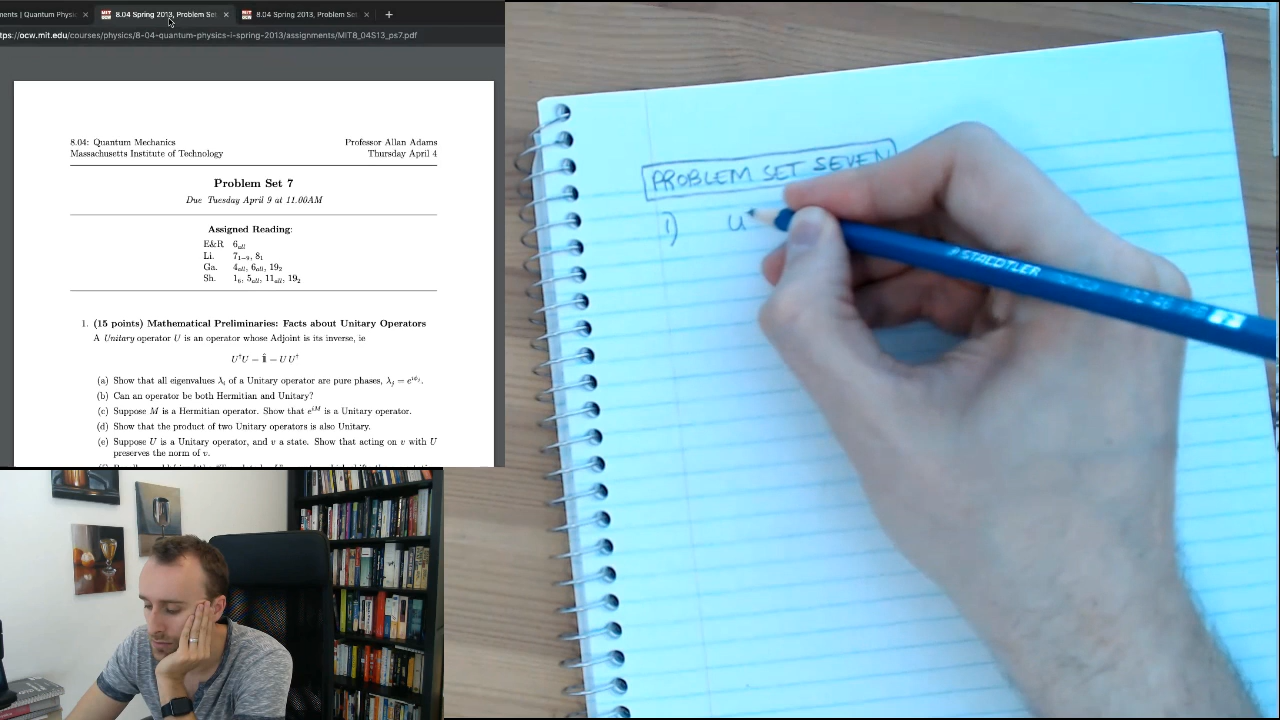 ments | Quantum Physi
8.04 Spring 2013, Problem Set
8.04 Spring 2013, Problem Set
tps://ocw.mit.edu/courses/physics/8-04-quantum-physics-i-spring-2013/assignments/MIT8_04S13_ps7.pdf
8.04: Quantum Mechanics Professor Allan Adams
Massachusetts Institute of Technology Thursday April 4
Problem Set 7
Due Tuesday April 9 at 11.00AM
Assigned Reading:
E&R 6all
Li. 71−9, 81
Ga. 4all, 6all, 192
Sh. 16, 5all, 11all, 192
1. (15 points) Mathematical Preliminaries: Facts about Unitary Operators
A Unitary operator U is an operator whose Adjoint is its inverse, ie
U†U = 𝟙̂ = U U†
(a) Show that all eigenvalues λi of a Unitary operator are pure phases, λj = e^iφj.
(b) Can an operator be both Hermitian and Unitary?
(c) Suppose M is a Hermitian operator. Show that e^iM is a Unitary operator.
(d) Show that the product of two Unitary operators is also Unitary.
(e) Suppose U is a Unitary operator, and v a state. Show that acting on v with U
preserves the norm of v.
PROBLEM SET SEVEN
1) U
STAEDTLER